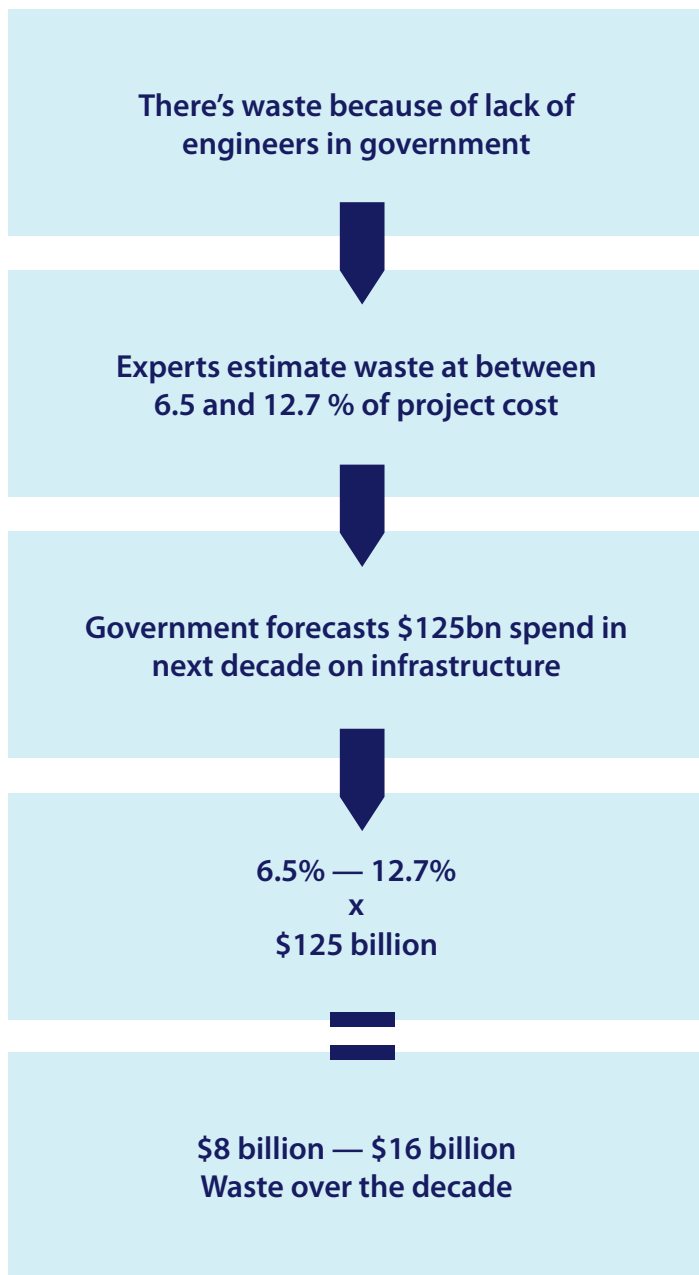 There’s waste because of lack of
engineers in government
Experts estimate waste at between
6.5 and 12.7 % of project cost
Government forecasts $125bn spend in
next decade on infrastructure
6.5% — 12.7%
x
$125 billion
$8 billion — $16 billion
Waste over the decade